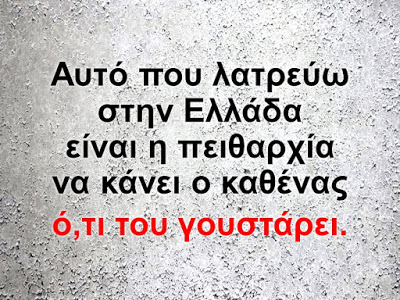 Αυτό που λατρεύω
στην Ελλάδα
είναι η πειθαρχία
να κάνει ο καθένας
ό,τι του γουστάρει.